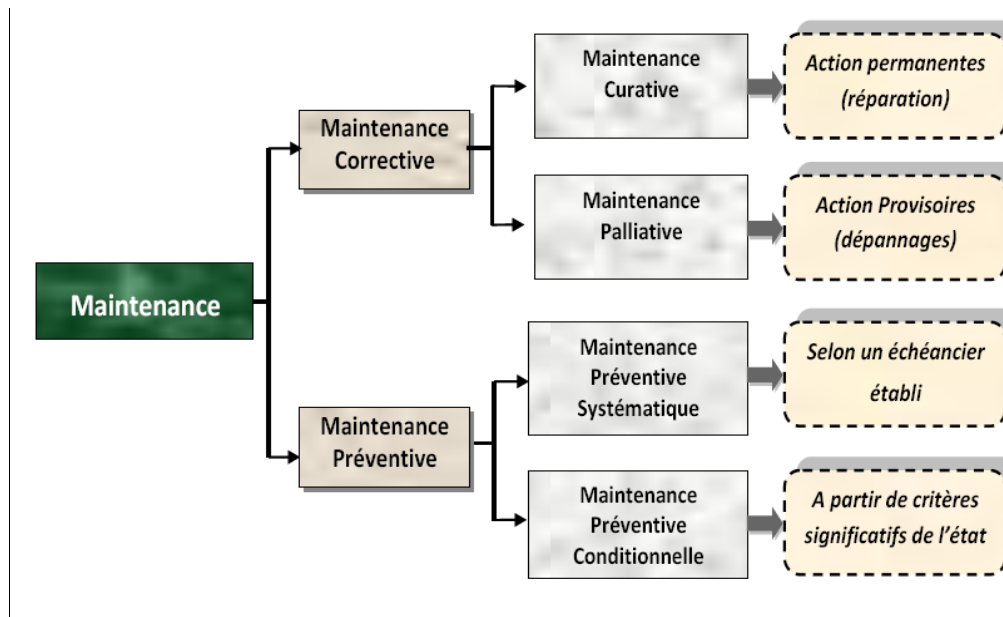 Maintenance
Maintenance
Corrective
Maintenance
Préventive
Maintenance
Curative
Maintenance
Palliative
Maintenance
Préventive
Systématique
Maintenance
Préventive
Conditionnelle
Action permanentes
(réparation)
Action Provisoires
(dépannages)
Selon un échéancier
établi
A partir de critères
significatifs de l'état